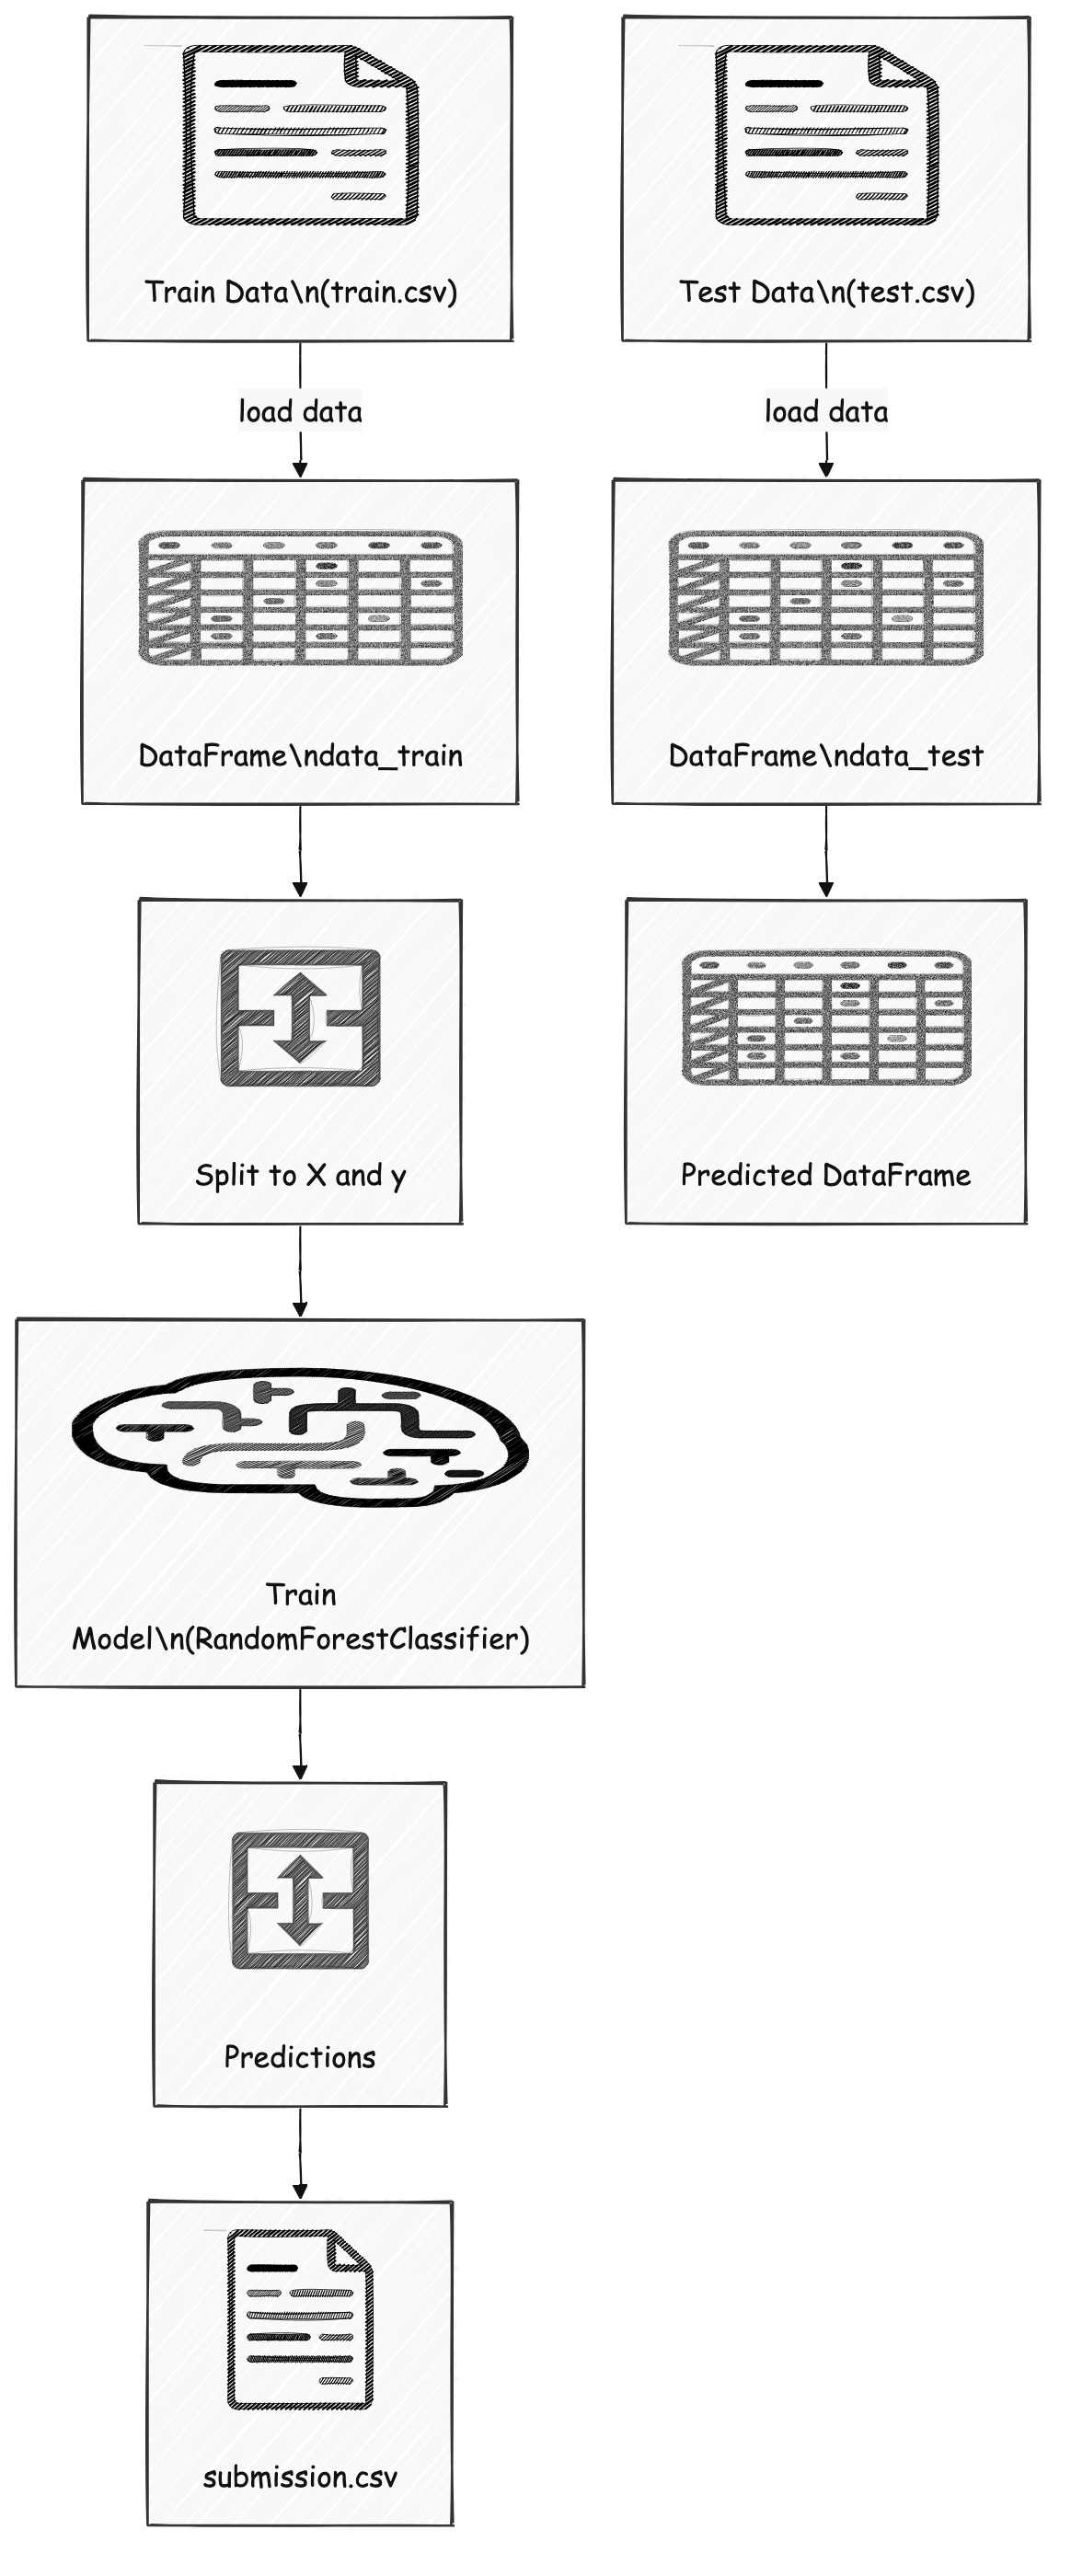 Train Data\n(train.csv)
Test Data\n(test.csv)
load data
load data
DataFrame\ndata_train
DataFrame\ndata_test
Split to X and y
Predicted DataFrame
Train
Model\n(RandomForestClassifier)
Predictions
submission.csv